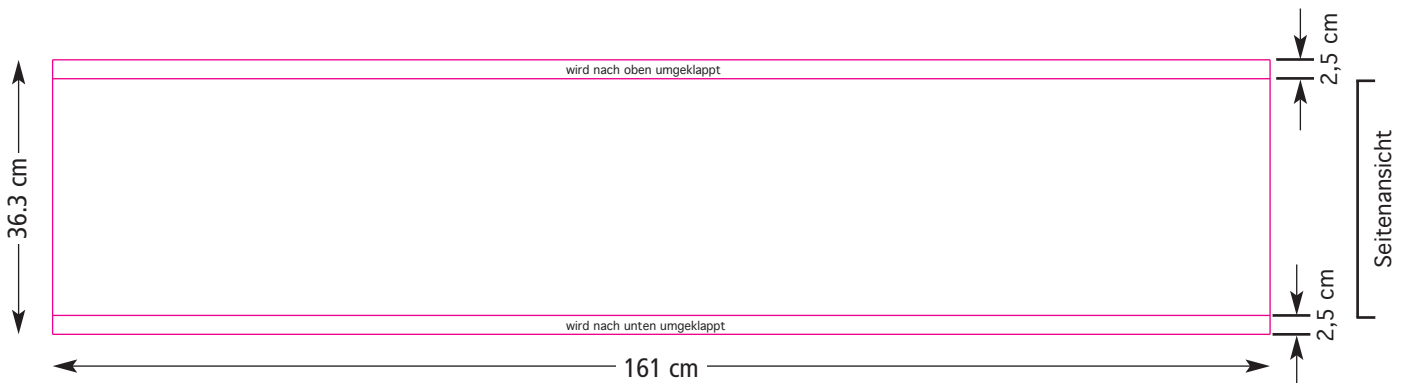 2,5 cm
wird nach oben umgeklappt
36.3 cm
Seitenansicht
2,5 cm
wird nach unten umgeklappt
161 cm